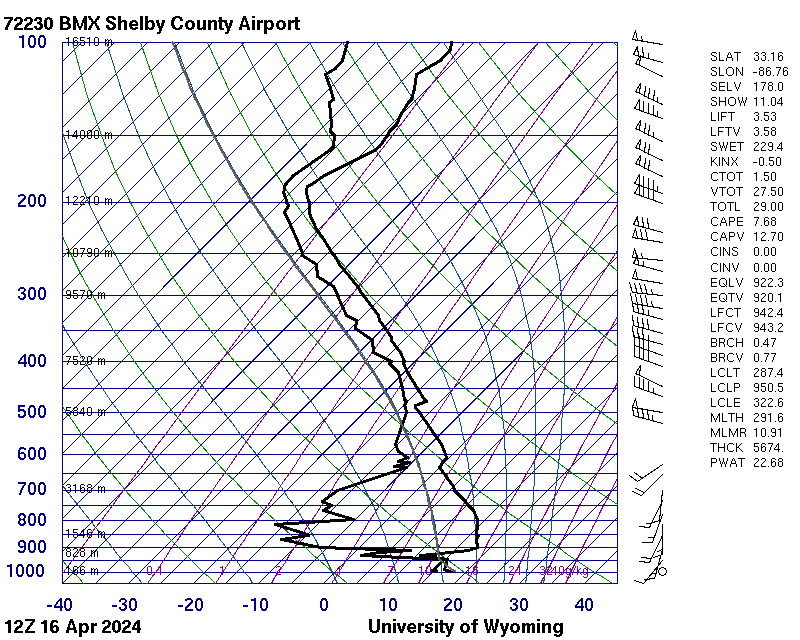 72230 BMX Shelby County Airport
100
16510 m
14080 m
200
12210 m
10790 m
300
9570 m
400
7520 m
500
5840 m
600
700
3168 m
800
1546 m
900
828 m
1000
166 m
0.4
1
2
4
7
10
16
24
32
40g/kg
-40 -30 -20 -10 0 10 20 30 40
12Z 16 Apr 2024
University of Wyoming
SLAT 33.16
SLON -86.76
SELV 178.0
SHOW 11.04
LIFT 3.53
LFTV 3.58
SWET 229.4
KINX -0.50
CTOT 1.50
VTOT 27.50
TOTL 29.00
CAPE 7.68
CAPV 12.70
CINS 0.00
CINV 0.00
EQLV 922.3
EQTV 920.1
LFCT 942.4
LFCV 943.2
BRCH 0.47
BRCV 0.77
LCLT 287.4
LCLP 950.5
LCLE 322.6
MLTH 291.6
MLMR 10.91
THCK 5674.
PWAT 22.68